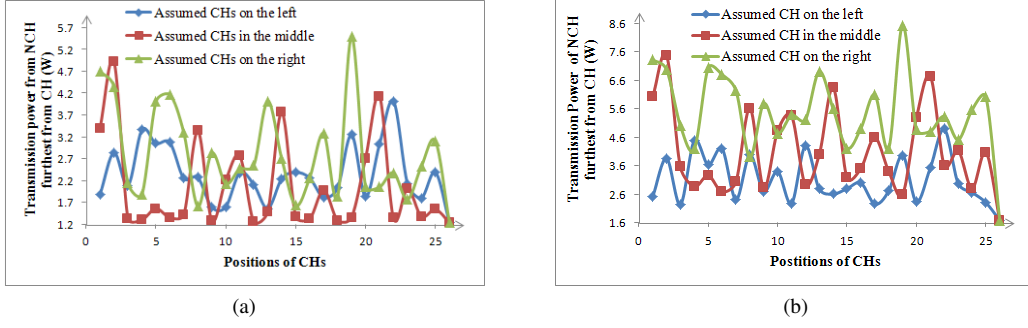 Transmission power from NCH
furthest from CH (W)
5.7
5.2
4.7
4.2
3.7
3.2
2.7
2.2
1.7
1.2
Assumed CHs on the left
Assumed CHs in the middle
Assumed CHs on the right
0 5 10 15 20 25
Positions of CHs
(a)
Transmission Power of NCH
furthest from CH (W)
8.6
7.6
6.6
5.6
4.6
3.6
2.6
1.6
Assumed CH on the left
Assumed CH in the middle
Assumed CH on the right
0 5 10 15 20 25
Postitions of CHs
(b)